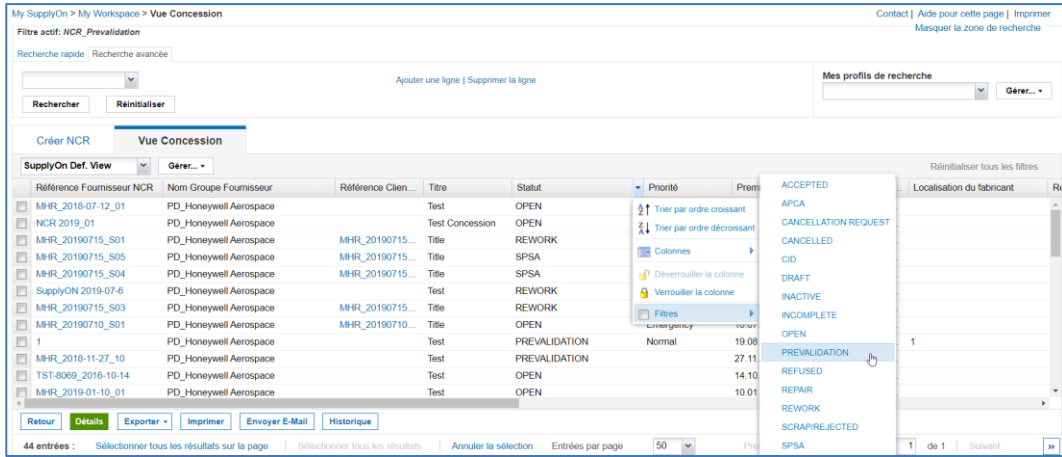 My SupplyOn > My Workspace > Vue Concession
Contact | Aide pour cette page | Imprimer
Filtre actif: NCR_Prevalidation
Masquer la zone de recherche
Recherche rapide Recherche avancée
Ajouter une ligne | Supprimer la ligne
Mes profils de recherche
Gérer...
Rechercher Réinitialiser
Créer NCR Vue Concession
SupplyOn Def. View Gérer...
Réinitialiser tous les filtres
Référence Fournisseur NCR Nom Groupe Fournisseur Référence Clien... Titre Statut Priorité Premi Localisation du fabricant
MHR_2018-07-12_01 PD_Honeywell Aerospace Test OPEN
NCR 2019_01 PD_Honeywell Aerospace Test Concession OPEN
MHR_20190715_S01 PD_Honeywell Aerospace MHR_20190715... Title REWORK
MHR_20190715_S05 PD_Honeywell Aerospace MHR_20190715... Title SPSA
MHR_20190715_S04 PD_Honeywell Aerospace MHR_20190715... Title SPSA
SupplyON 2019-07-6 PD_Honeywell Aerospace Test REWORK
MHR_20190715_S03 PD_Honeywell Aerospace MHR_20190715... Title REWORK
MHR_20190710_S01 PD_Honeywell Aerospace MHR_20190710... Title OPEN Emergency
1 PD_Honeywell Aerospace Test PREVALIDATION Normal 19.08 1
MHR_2018-11-27_10 PD_Honeywell Aerospace Test PREVALIDATION 27.11
TST-8069_2016-10-14 PD_Honeywell Aerospace Test OPEN 14.10
MHR_2019-01-10_01 PD_Honeywell Aerospace Test OPEN 10.01
Trier par ordre croissant
Trier par ordre décroissant
Colonnes
Déverrouiller la colonne
Verrouiller la colonne
Filtres
ACCEPTED
APCA
CANCELLATION REQUEST
CANCELLED
CID
DRAFT
INACTIVE
INCOMPLETE
OPEN
PREVALIDATION
REFUSED
REPAIR
REWORK
SCRAP/REJECTED
SPSA
Retour Détails Exporter Imprimer Envoyer E-Mail Historique
44 entrées : Sélectionner tous les résultats sur la page Sélectionner tous les résultats Annuler la sélection Entrées par page 50 1 de 1 Suivant